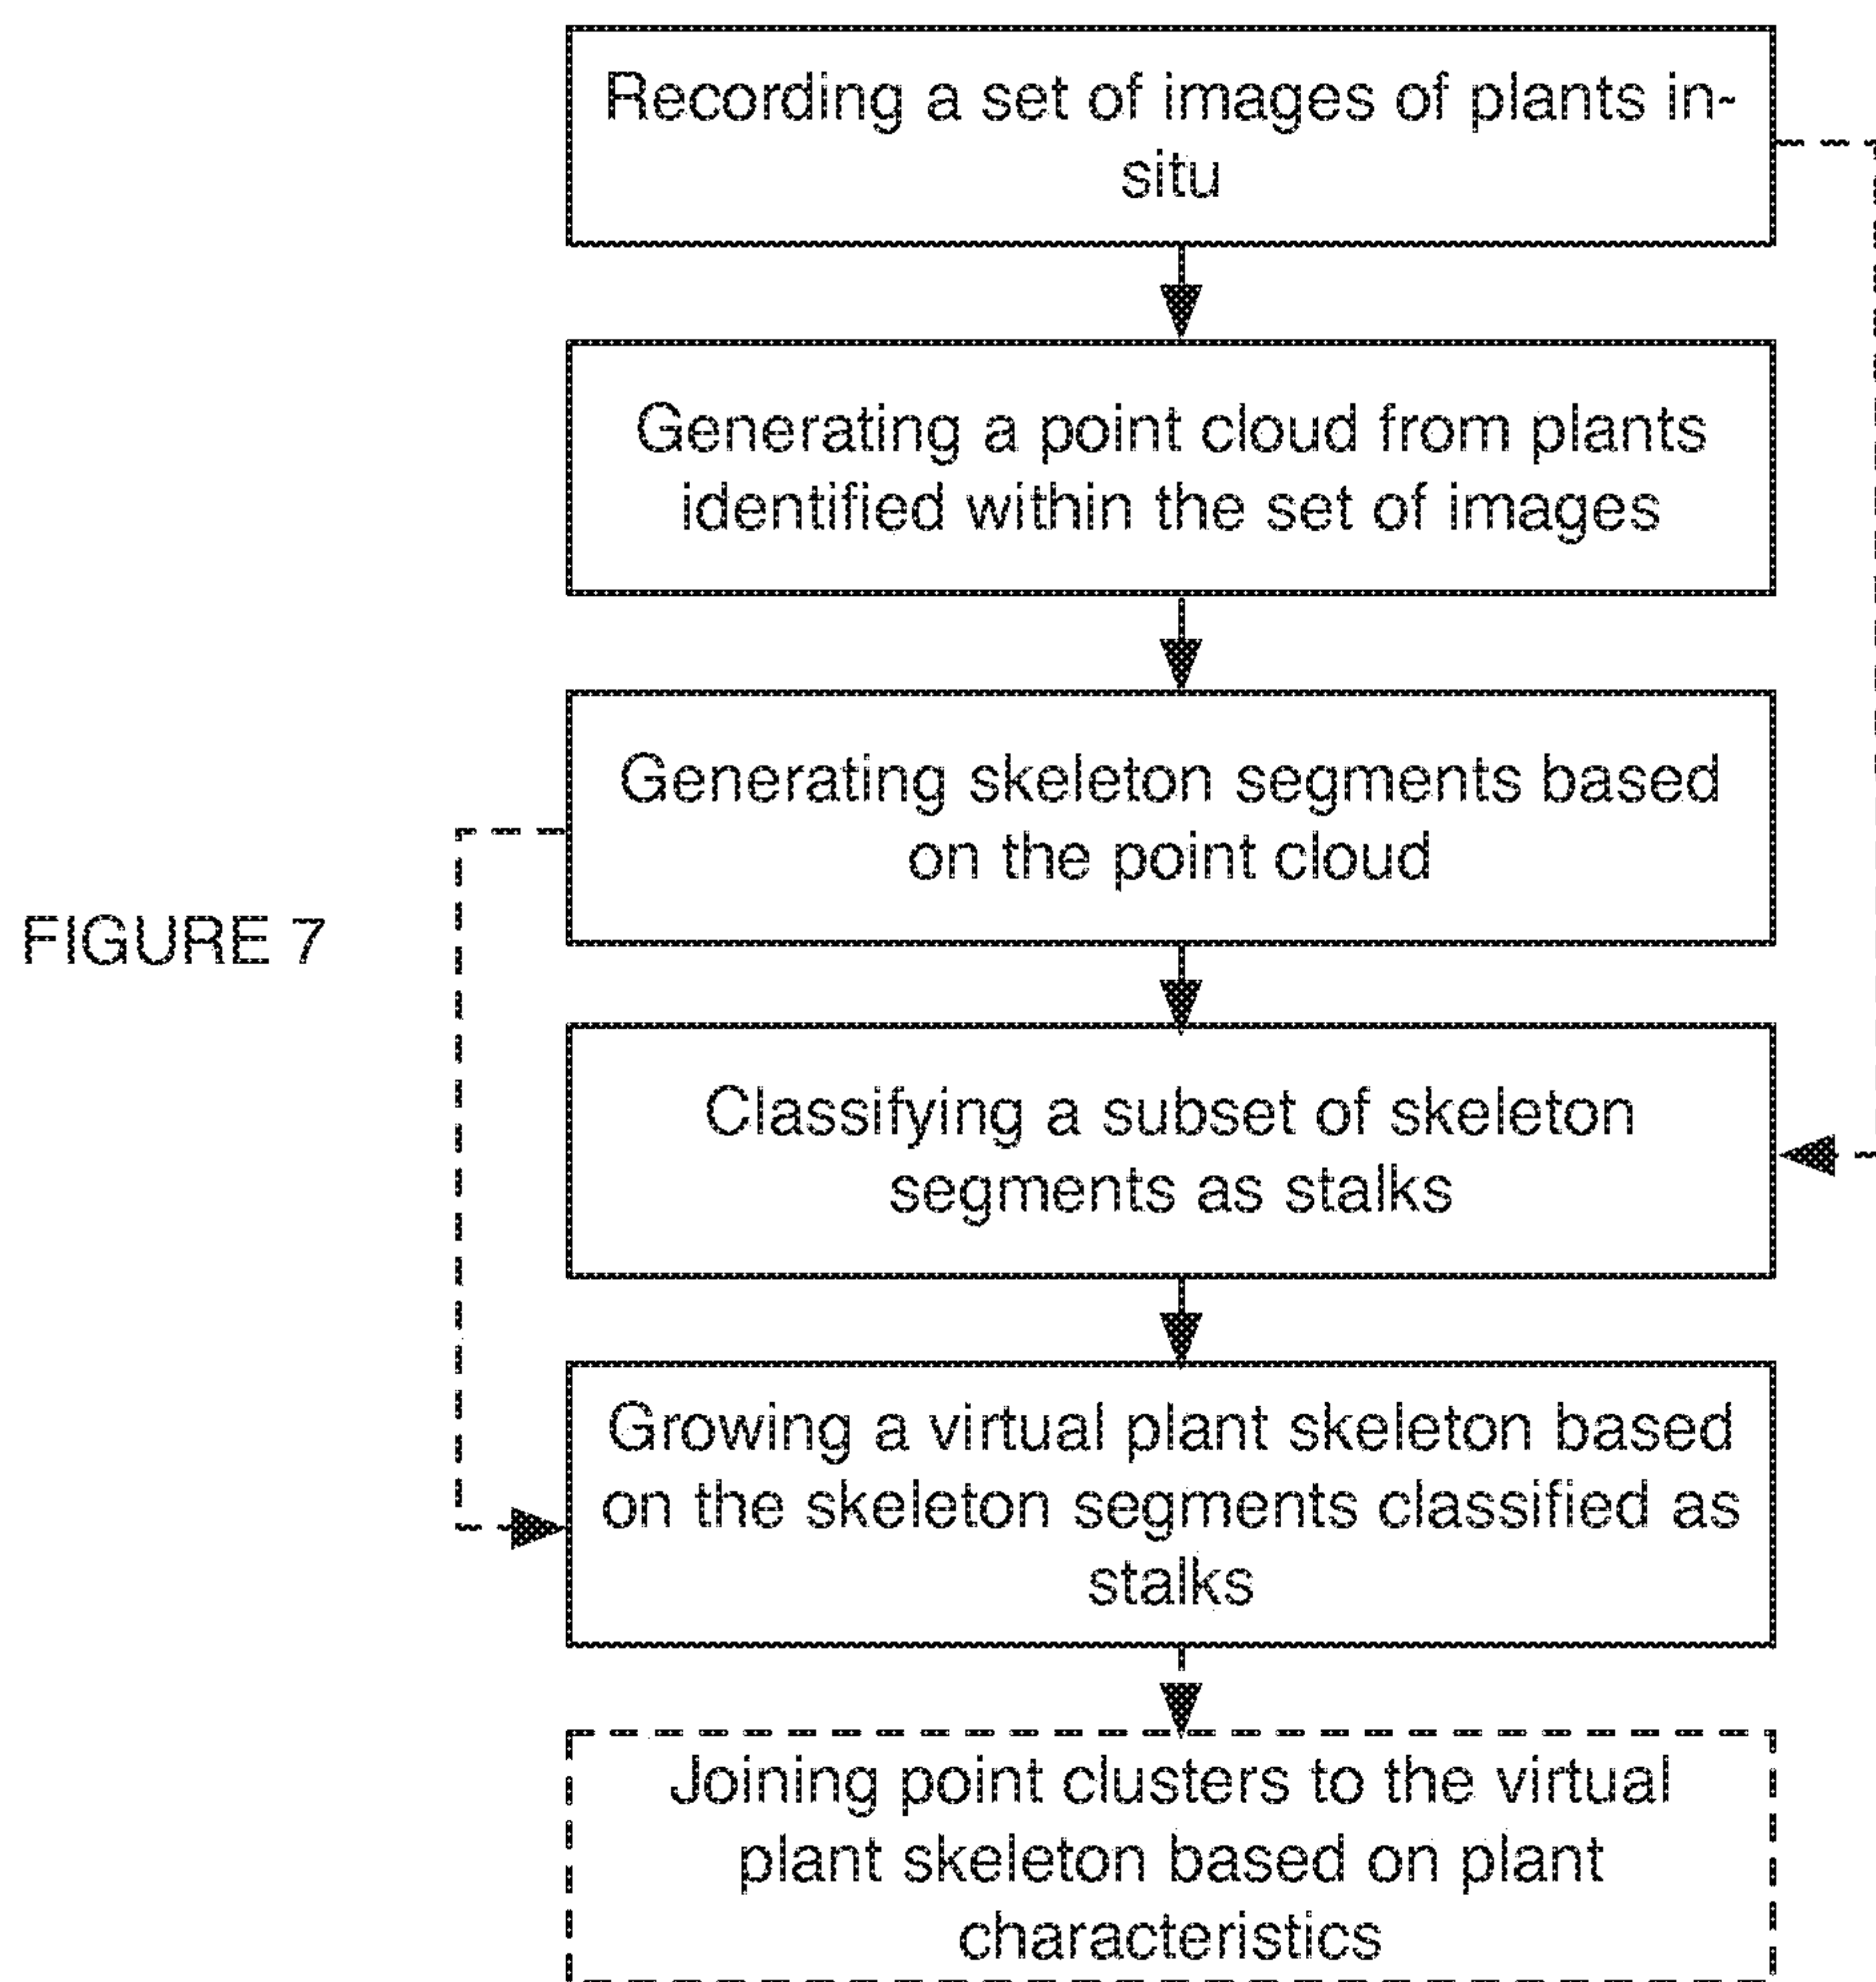 Recording a set of images of plants in-
situ
Generating a point cloud from plants
identified within the set of images
Generating skeleton segments based
on the point cloud
FIGURE 7
Classifying a subset of skeleton
segments as stalks
Growing a virtual plant skeleton based
on the skeleton segments classified as
stalks
Joining point clusters to the virtual
plant skeleton based on plant
characteristics